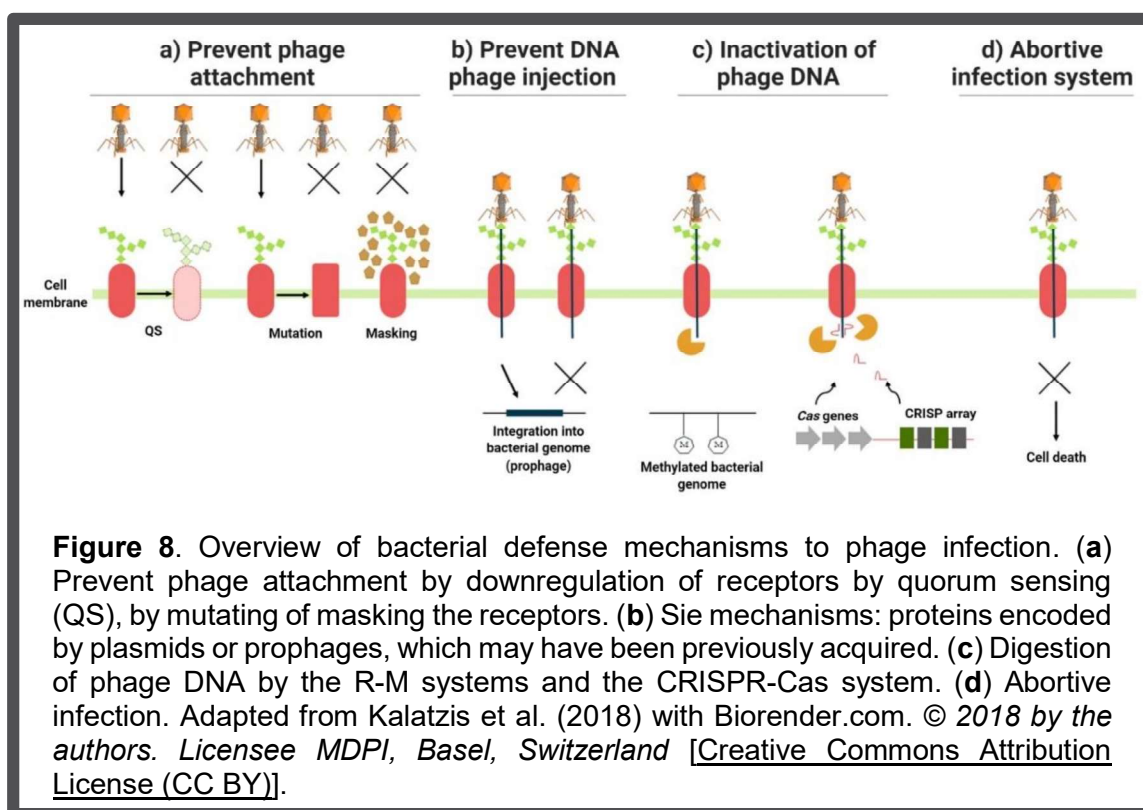 a) Prevent phage
attachment
b) Prevent DNA
phage injection
c) Inactivation of
phage DNA
d) Abortive
infection system
Cell
membrane
QS
Mutation
Masking
Integration into
bacterial genome
(prophage)
M
M
Methylated bacterial
genome
Cas genes
CRISP array
Cell death
Figure 8. Overview of bacterial defense mechanisms to phage infection. (a)
Prevent phage attachment by downregulation of receptors by quorum sensing
(QS), by mutating of masking the receptors. (b) Sie mechanisms: proteins encoded
by plasmids or prophages, which may have been previously acquired. (c) Digestion
of phage DNA by the R-M systems and the CRISPR-Cas system. (d) Abortive
infection. Adapted from Kalatzis et al. (2018) with Biorender.com. © 2018 by the
authors. Licensee MDPI, Basel, Switzerland [Creative Commons Attribution
License (CC BY)].